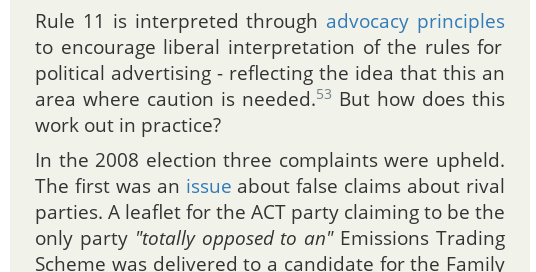 Rule 11 is interpreted through advocacy principles
to encourage liberal interpretation of the rules for
political advertising - reflecting the idea that this an
area where caution is needed.53 But how does this
work out in practice?
In the 2008 election three complaints were upheld.
The first was an issue about false claims about rival
parties. A leaflet for the ACT party claiming to be the
only party "totally opposed to an" Emissions Trading
Scheme was delivered to a candidate for the Family